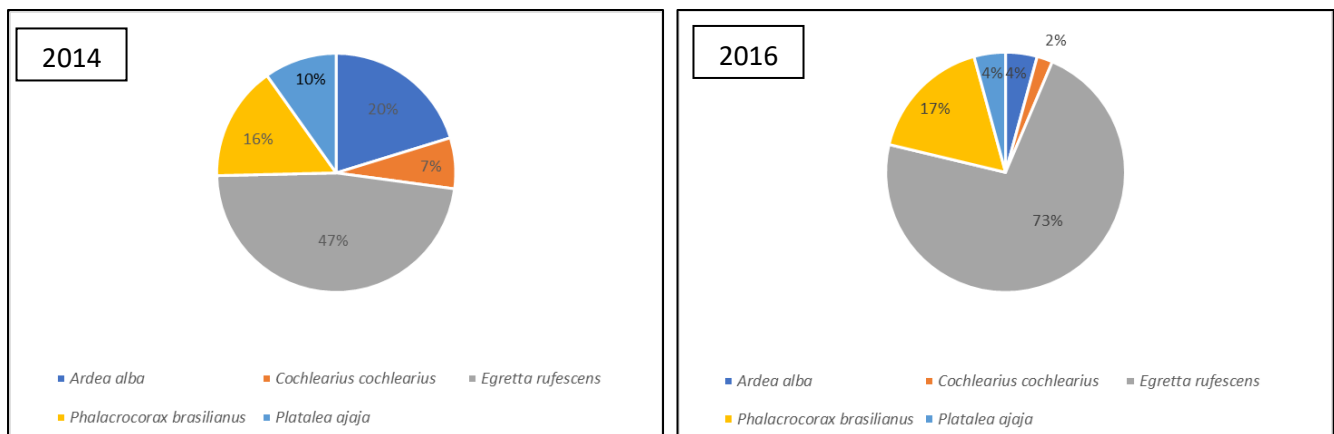 2014
10%
20%
16%
7%
47%
Ardea alba
Cochlearius cochlearius
Egretta rufescens
Phalacrocorax brasilianus
Platalea ajaja
2016
2%
4%
4%
17%
73%
Ardea alba
Cochlearius cochlearius
Egretta rufescens
Phalacrocorax brasilianus
Platalea ajaja